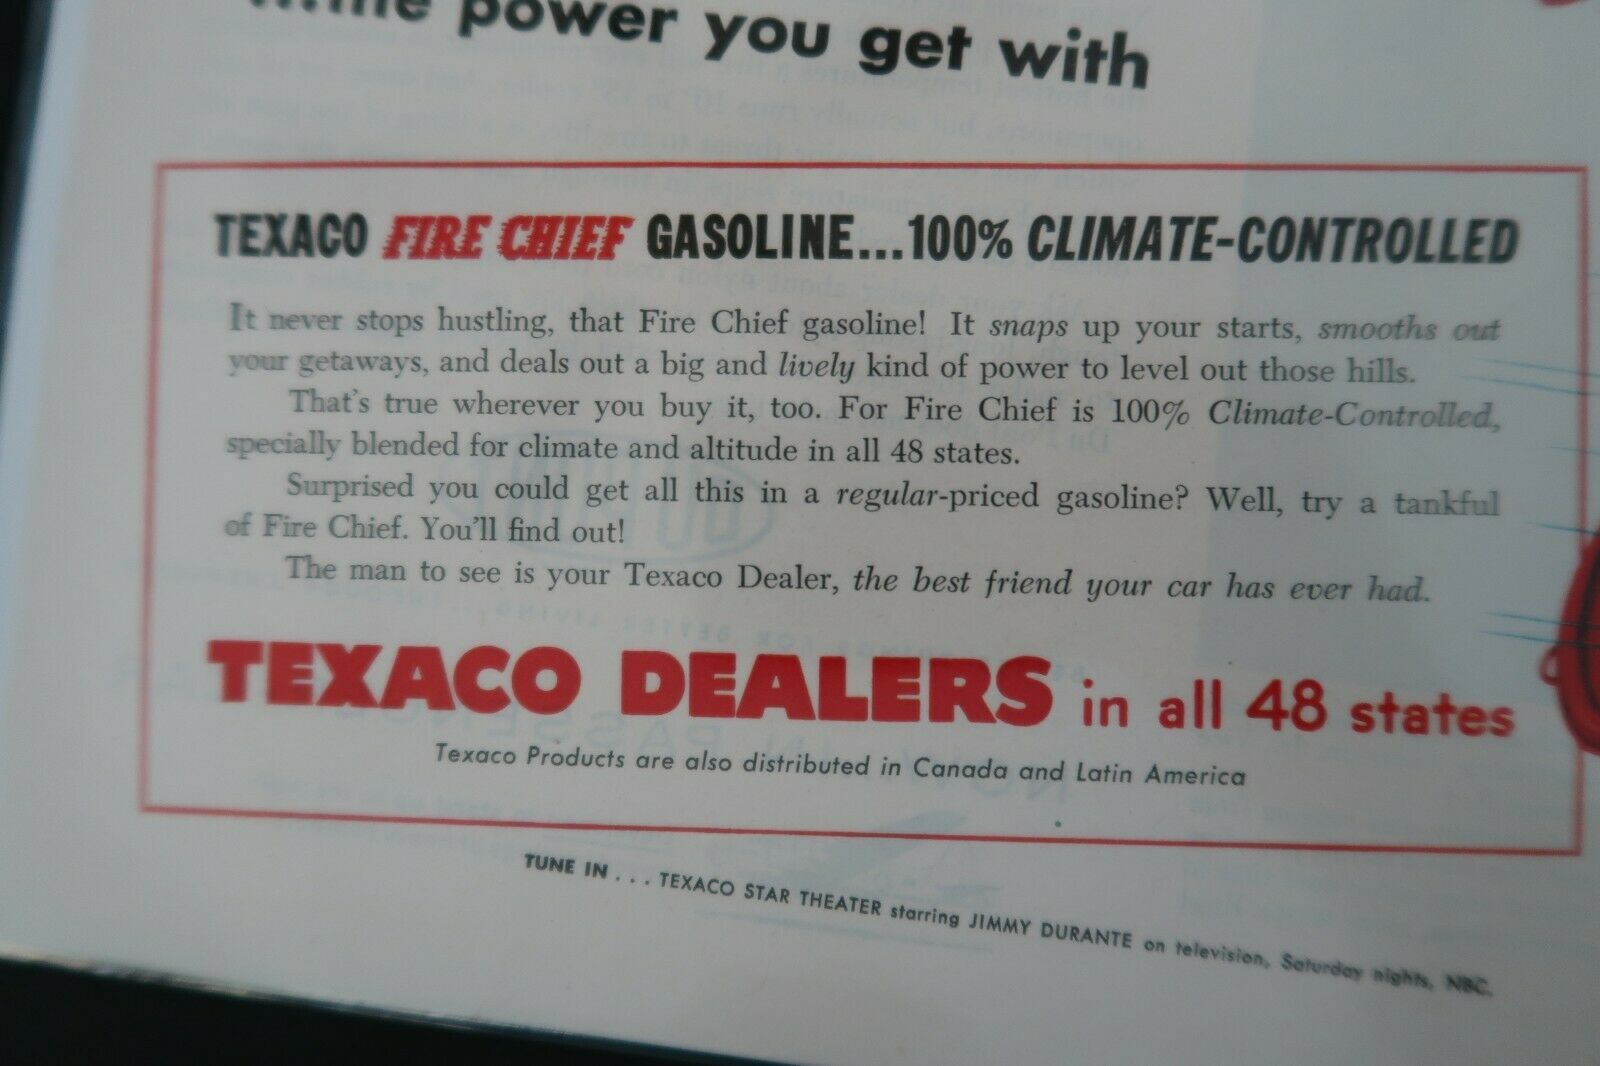 power you get with
TEXACO FIRE CHIEF GASOLINE...100% CLIMATE-CONTROLLED
It never stops hustling, that Fire Chief gasoline! It snaps up your starts, smooths out
your getaways, and deals out a big and lively kind of power to level out those hills.
That's true wherever you buy it, too. For Fire Chief is 100% Climate-Controlled,
specially blended for climate and altitude in all 48 states.
Surprised you could get all this in a regular-priced gasoline? Well, try a tankful
of Fire Chief. You'll find out!
The man to see is your Texaco Dealer, the best friend your car has ever had.
TEXACO DEALERS in all 48 states
Texaco Products are also distributed in Canada and Latin America
TUNE IN . . . TEXACO STAR THEATER starring JIMMY DURANTE on television, Saturday nights, NBC.